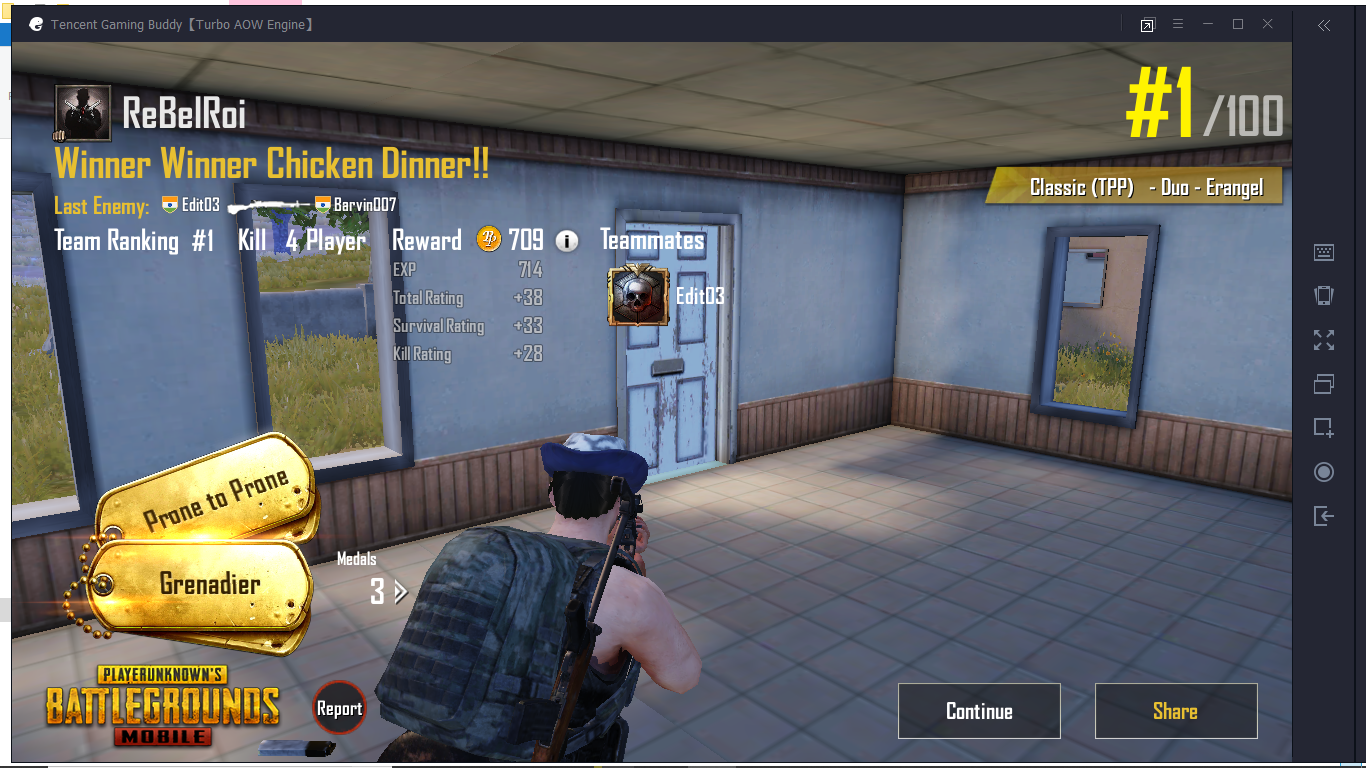 Tencent Gaming Buddy【Turbo AOW Engine】
ReBelRoi
#1/100
Winner Winner Chicken Dinner!!
Classic (TPP) - Duo - Erangel
Last Enemy: Edit03 Barvin007
Team Ranking #1 Kill 4 Player Reward 709 i Teammates
EXP 714
Total Rating +38
Edit03
Survival Rating +33
Kill Rating +28
Prone to Prone
Grenadier
Medals
3
PLAYERUNKNOWN'S
BATTLEGROUNDS
MOBILE
Report
Continue
Share